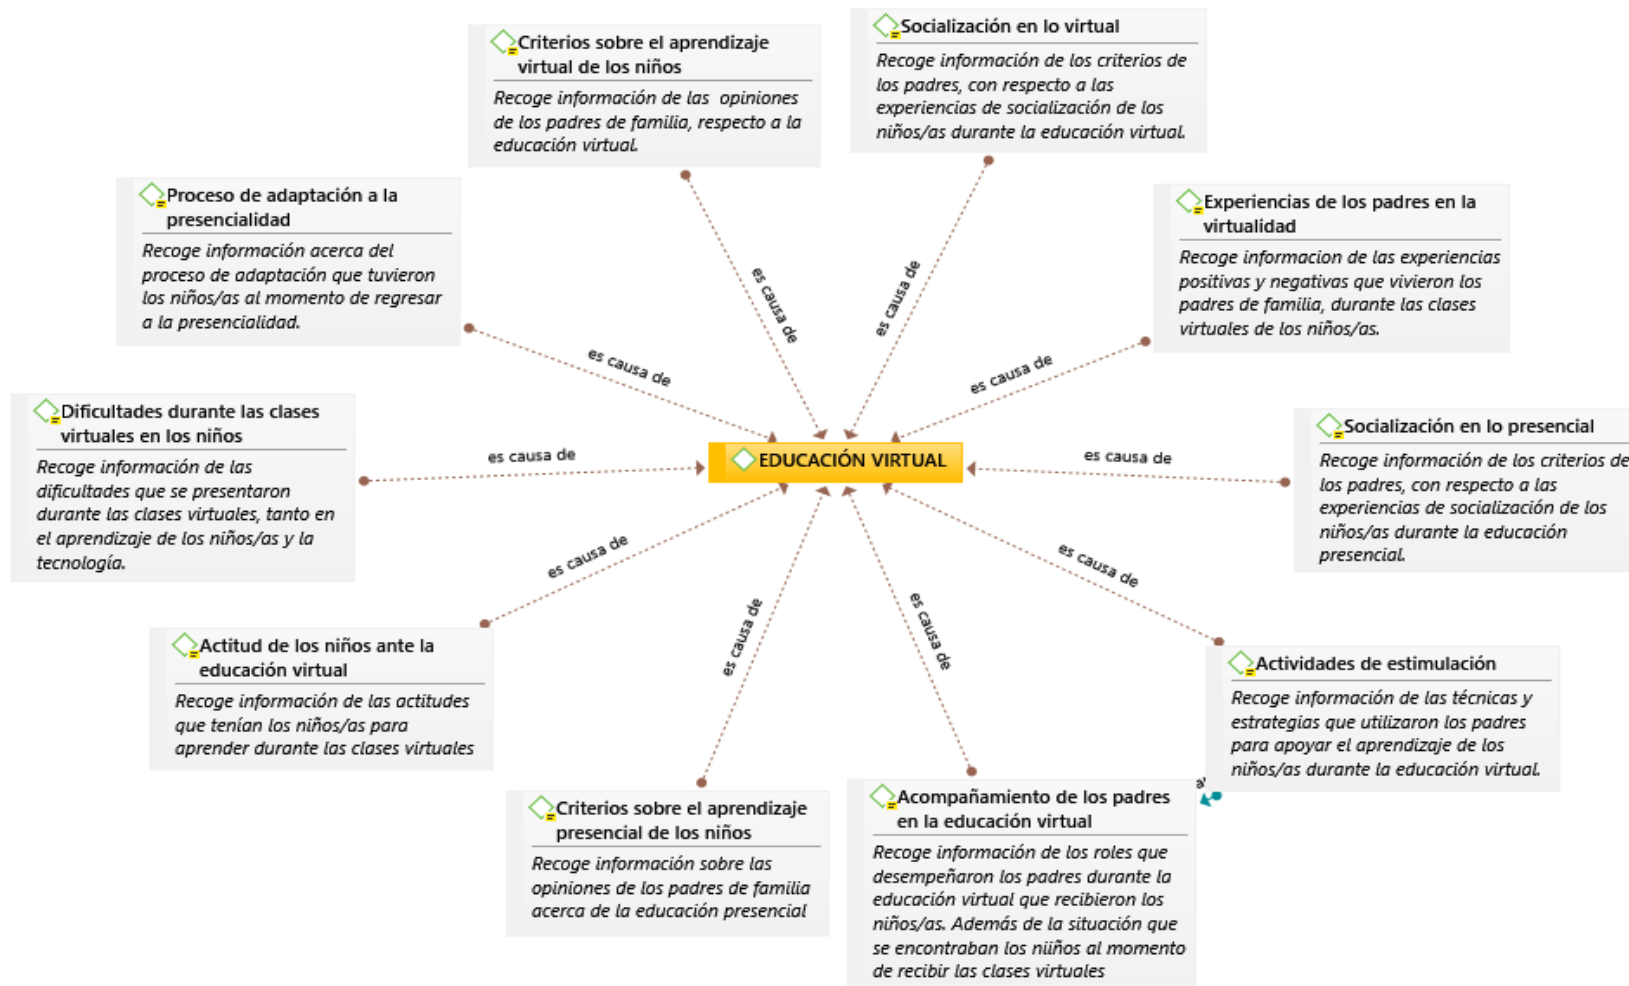 Criterios sobre el aprendizaje
virtual de los niños
Recoge información de las opiniones
de los padres de familia, respecto a la
educación virtual.
Socialización en lo virtual
Recoge información de los criterios de
los padres, con respecto a las
experiencias de socialización de los
niños/as durante la educación virtual.
Proceso de adaptación a la
presencialidad
Recoge información acerca del
proceso de adaptación que tuvieron
los niños/as al momento de regresar
a la presencialidad.
Experiencias de los padres en la
virtualidad
Recoge informacion de las experiencias
positivas y negativas que vivieron los
padres de familia, durante las clases
virtuales de los niños/as.
es causa de
es causa de
es causa de
es causa de
Dificultades durante las clases
virtuales en los niños
Recoge información de las
dificultades que se presentaron
durante las clases virtuales, tanto en
el aprendizaje de los niños/as y la
tecnología.
es causa de
EDUCACIÓN VIRTUAL
es causa de
Socialización en lo presencial
Recoge información de los criterios de
los padres, con respecto a las
experiencias de socialización de los
niños/as durante la educación
presencial.
es causa de
es causa de
es causa de
es causa de
Actitud de los niños ante la
educación virtual
Recoge información de las actitudes
que tenían los niños/as para
aprender durante las clases virtuales
Actividades de estimulación
Recoge información de las técnicas y
estrategias que utilizaron los padres
para apoyar el aprendizaje de los
niños/as durante la educación virtual.
Criterios sobre el aprendizaje
presencial de los niños
Recoge información sobre las
opiniones de los padres de familia
acerca de la educación presencial
Acompañamiento de los padres
en la educación virtual
Recoge información de los roles que
desempeñaron los padres durante la
educación virtual que recibieron los
niños/as. Además de la situación que
se encontraban los niiños al momento
de recibir las clases virtuales